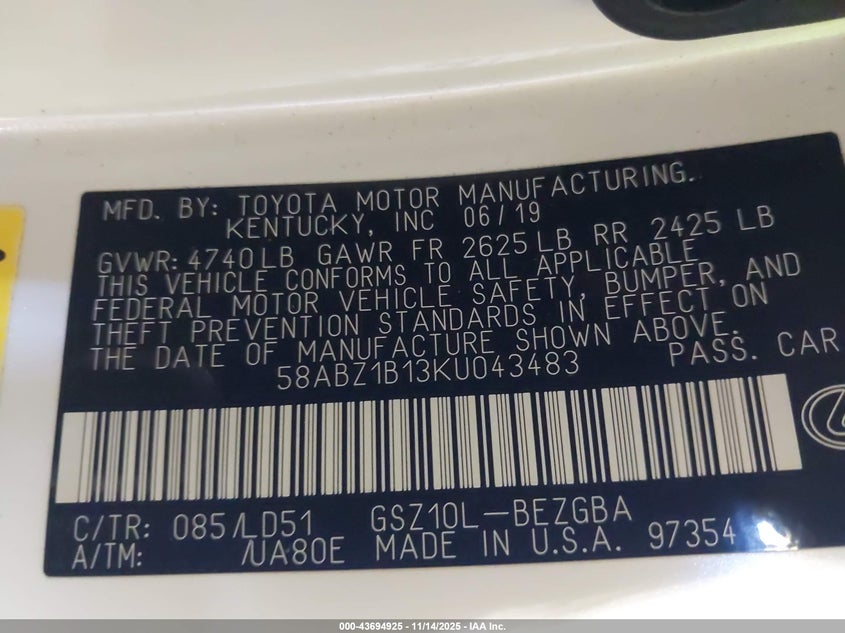 MFD. BY: TOYOTA MOTOR MANUFACTURING.
KENTUCKY, INC 06/19
GVWR: 4740LB GAWR FR 2625LB RR 2425 LB
THIS VEHICLE CONFORMS TO ALL APPLICABLE
FEDERAL MOTOR VEHICLE SAFETY, BUMPER, AND
THEFT PREVENTION STANDARDS IN EFFECT ON
THE DATE OF MANUFACTURE SHOWN ABOVE.
58ABZ1B13KU043483 PASS. CAR
C/TR: 085/LD51 GSZ10L-BEZGBA
A/TM: /UA80E MADE IN U.S.A. 97354
000-43694925 - 11/14/2025 - IAA Inc.